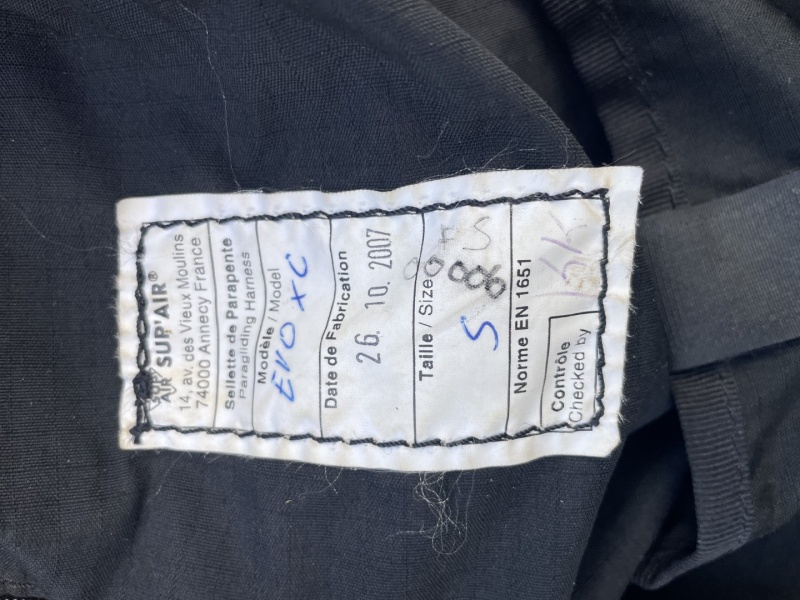 AIR SUP'AIR®
14, av. des Vieux Moulins
74000 Annecy France
Sellette de Parapente
Paragliding Harness
Modèle / Model
EVO XC
Date de Fabrication
26. 10. 2007
Taille / Size
S
Norme EN 1651
Contrôle
Checked by